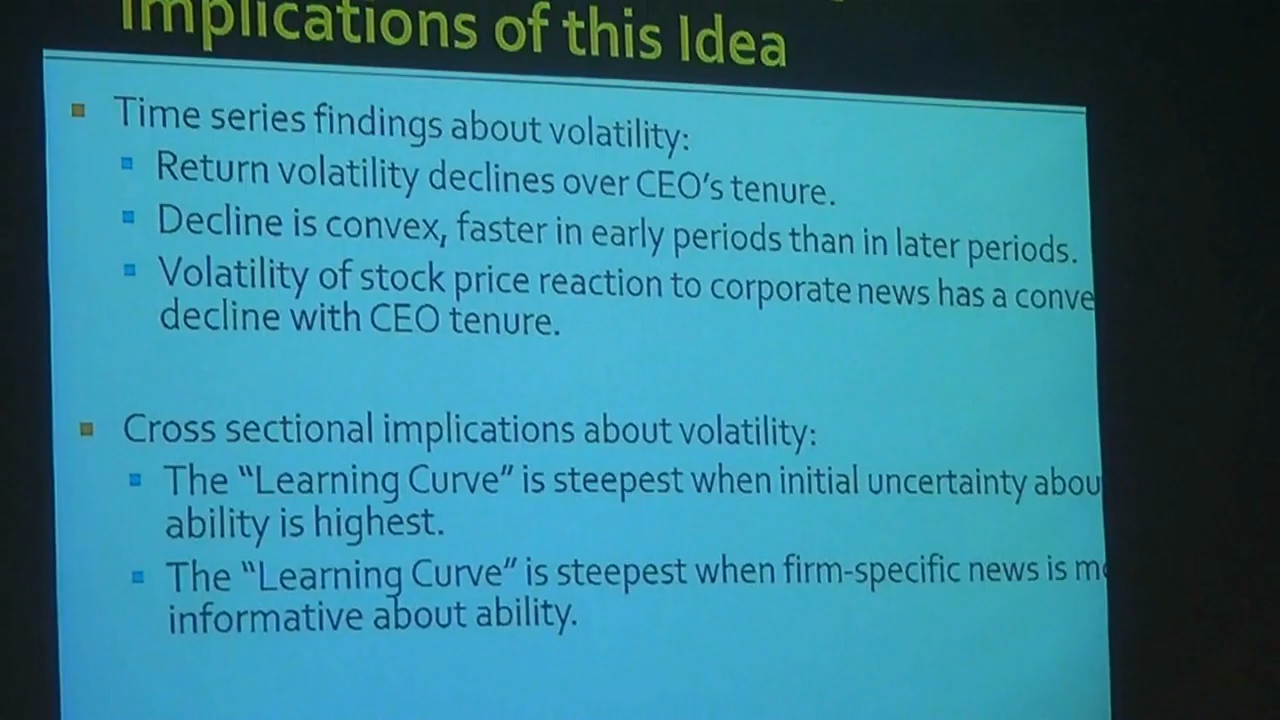 Implications of this Idea
Time series findings about volatility:
Return volatility declines over CEO's tenure.
Decline is convex, faster in early periods than in later periods.
Volatility of stock price reaction to corporate news has a
decline with CEO tenure.
Cross sectional implications about volatility:
The “Learning Curve” is steepest when initial uncertainty
ability is highest.
The “Learning Curve” is steepest when firm-specific news is
informative about ability.